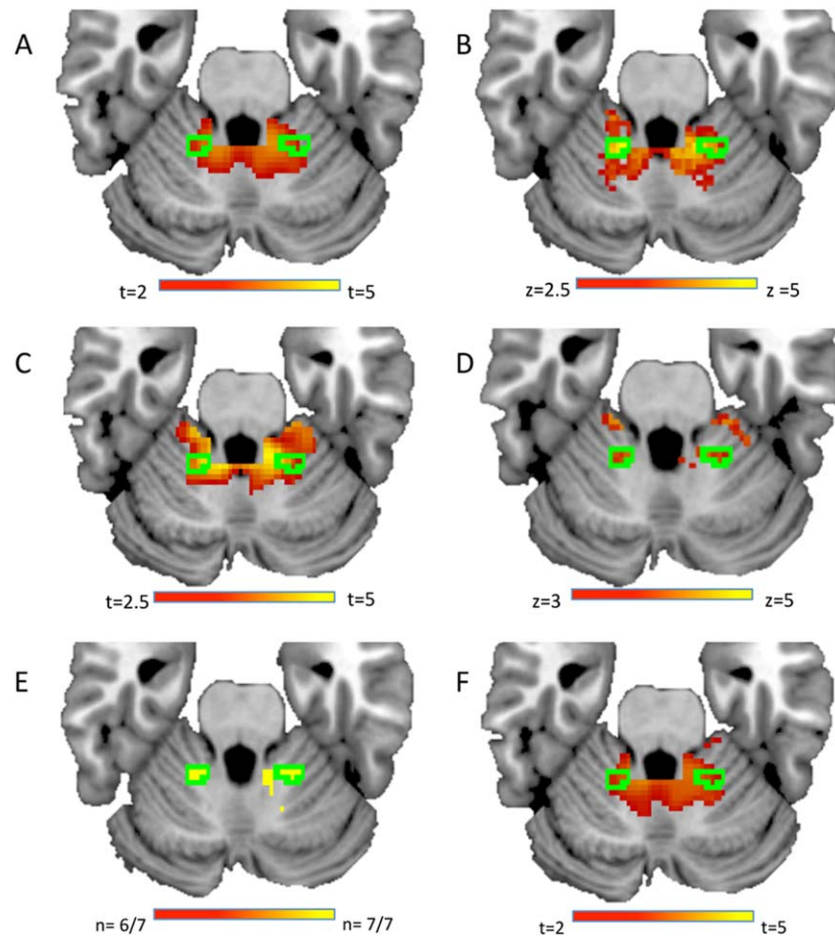 A
B
t=2
t=5
z=2.5
z =5
C
D
t=2.5
t=5
z=3
z=5
E
F
n= 6/7
n= 7/7
t=2
t=5